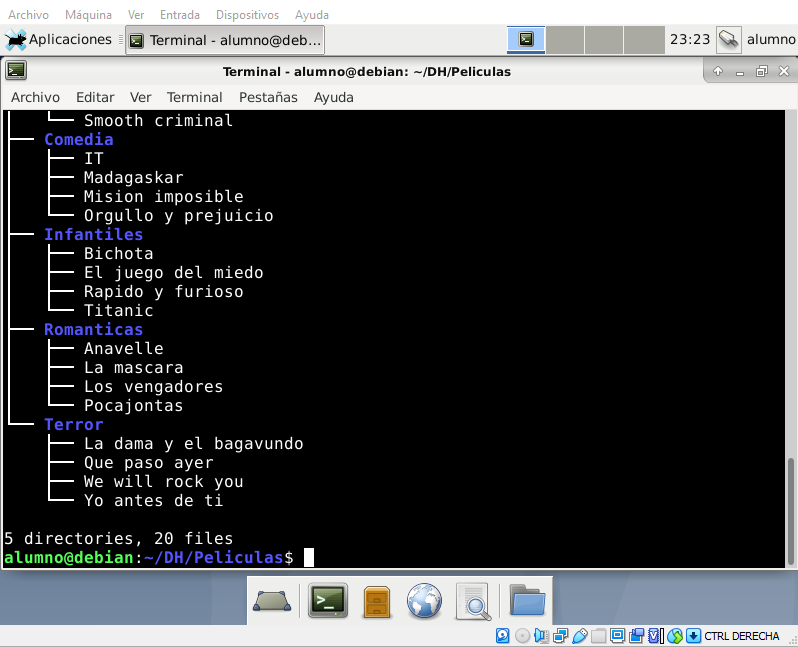 Archivo Máquina Ver Entrada Dispositivos Ayuda
Aplicaciones Terminal - alumno@deb... 23:23 alumno
Terminal - alumno@debian: ~/DH/Peliculas
Archivo Editar Ver Terminal Pestañas Ayuda
Smooth criminal
Comedia
IT
Madagaskar
Mision imposible
Orgullo y prejuicio
Infantiles
Bichota
El juego del miedo
Rapido y furioso
Titanic
Romanticas
Anavelle
La mascara
Los vengadores
Pocajontas
Terror
La dama y el bagavundo
Que paso ayer
We will rock you
Yo antes de ti
5 directories, 20 files
alumno@debian:~/DH/Peliculas$
CTRL DERECHA